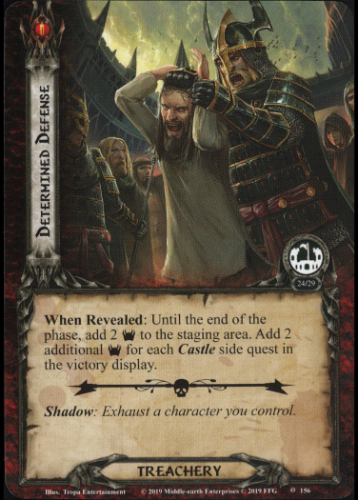 DETERMINED DEFENSE
24/29
When Revealed: Until the end of the
phase, add 2 to the staging area. Add 2
additional for each Castle side quest in
the victory display.
Shadow: Exhaust a character you control.
TREACHERY
Illus. Tropa Entertainment © 2019 Middle-earth Enterprises © 2019 FFG 156